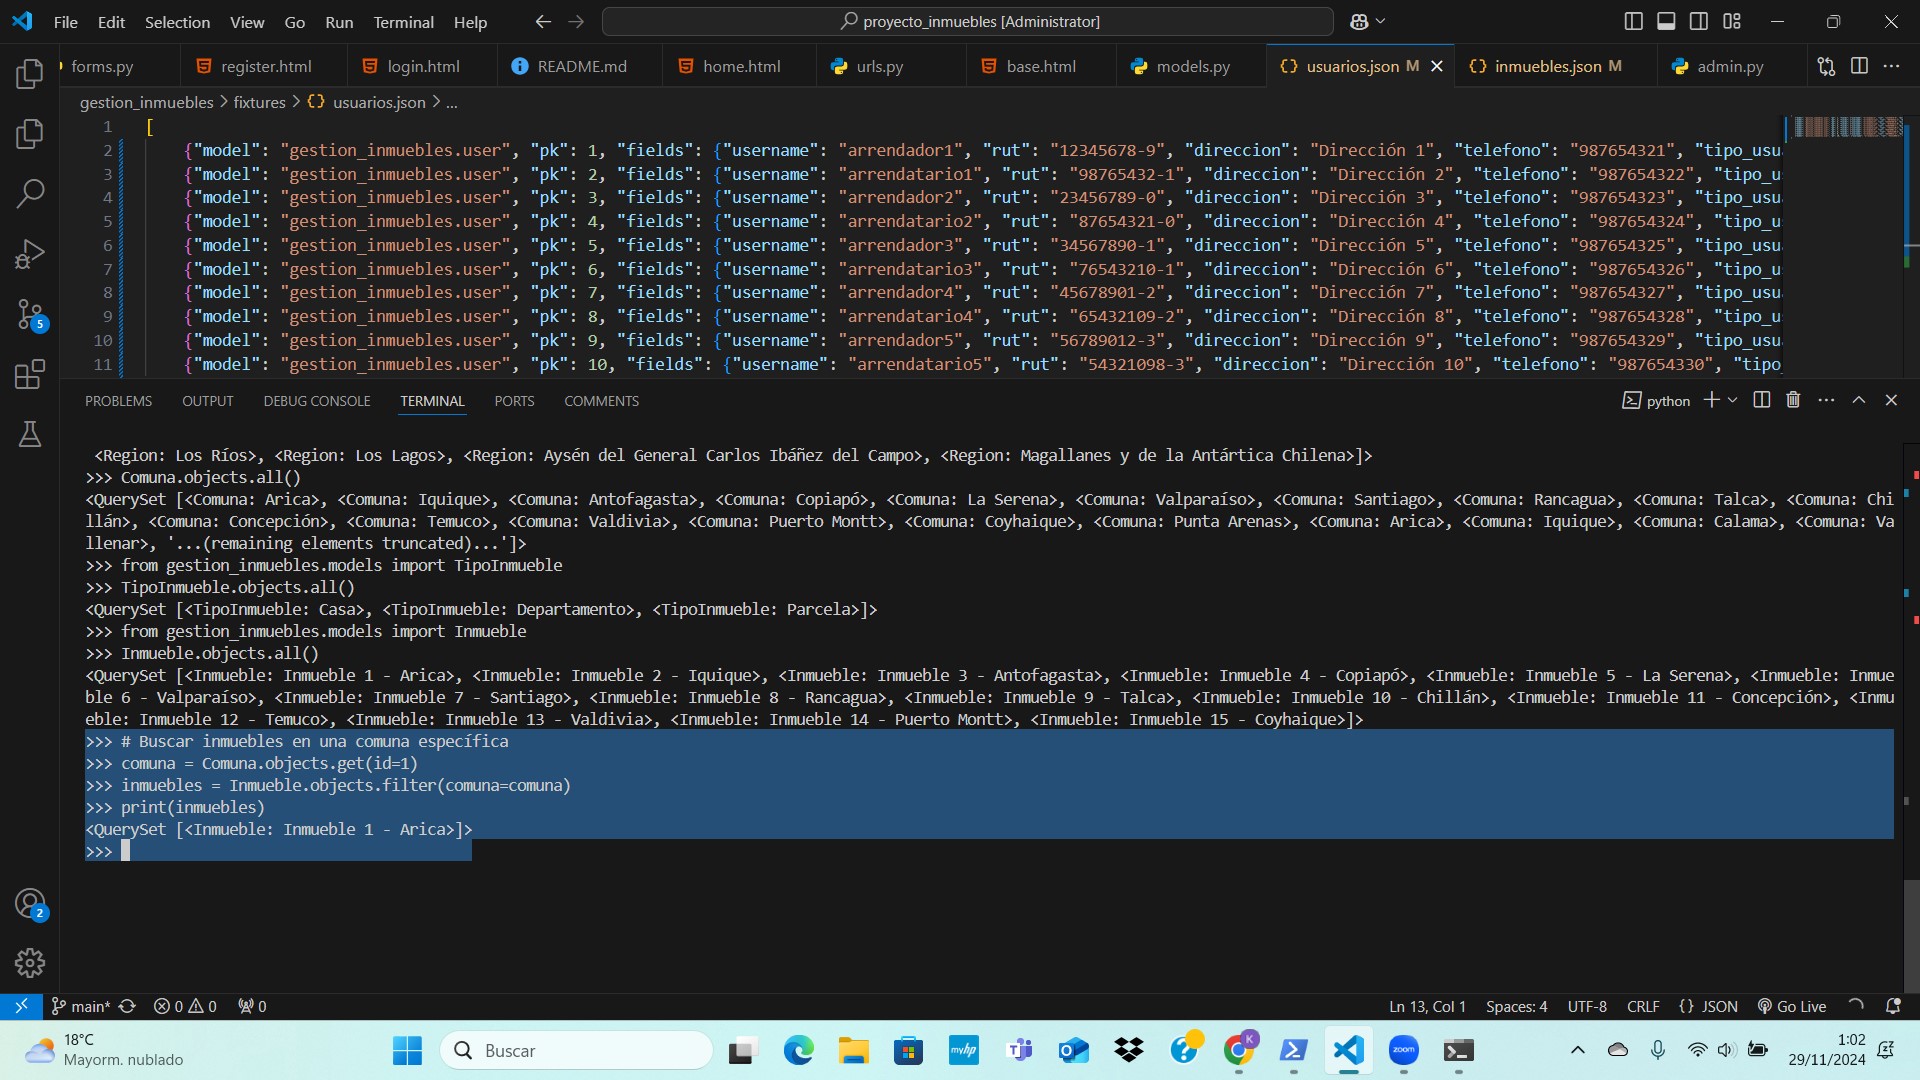 File Edit Selection View Go Run Terminal Help
proyecto_inmuebles [Administrator]
forms.py register.html login.html README.md home.html urls.py base.html models.py usuarios.json M inmuebles.json M admin.py
gestion_inmuebles > fixtures > {} usuarios.json > ...
1 [
2 {"model": "gestion_inmuebles.user", "pk": 1, "fields": {"username": "arrendador1", "rut": "12345678-9", "direccion": "Dirección 1", "telefono": "987654321", "tipo_usu
3 {"model": "gestion_inmuebles.user", "pk": 2, "fields": {"username": "arrendatario1", "rut": "98765432-1", "direccion": "Dirección 2", "telefono": "987654322", "tipo_u
4 {"model": "gestion_inmuebles.user", "pk": 3, "fields": {"username": "arrendador2", "rut": "23456789-0", "direccion": "Dirección 3", "telefono": "987654323", "tipo_usu
5 {"model": "gestion_inmuebles.user", "pk": 4, "fields": {"username": "arrendatario2", "rut": "87654321-0", "direccion": "Dirección 4", "telefono": "987654324", "tipo_u
6 {"model": "gestion_inmuebles.user", "pk": 5, "fields": {"username": "arrendador3", "rut": "34567890-1", "direccion": "Dirección 5", "telefono": "987654325", "tipo_usu
7 {"model": "gestion_inmuebles.user", "pk": 6, "fields": {"username": "arrendatario3", "rut": "76543210-1", "direccion": "Dirección 6", "telefono": "987654326", "tipo_u
8 {"model": "gestion_inmuebles.user", "pk": 7, "fields": {"username": "arrendador4", "rut": "45678901-2", "direccion": "Dirección 7", "telefono": "987654327", "tipo_usu
9 {"model": "gestion_inmuebles.user", "pk": 8, "fields": {"username": "arrendatario4", "rut": "65432109-2", "direccion": "Dirección 8", "telefono": "987654328", "tipo_u
10 {"model": "gestion_inmuebles.user", "pk": 9, "fields": {"username": "arrendador5", "rut": "56789012-3", "direccion": "Dirección 9", "telefono": "987654329", "tipo_usu
11 {"model": "gestion_inmuebles.user", "pk": 10, "fields": {"username": "arrendatario5", "rut": "54321098-3", "direccion": "Dirección 10", "telefono": "987654330", "tipo
PROBLEMS OUTPUT DEBUG CONSOLE TERMINAL PORTS COMMENTS python
<Region: Los Ríos>, <Region: Los Lagos>, <Region: Aysén del General Carlos Ibáñez del Campo>, <Region: Magallanes y de la Antártica Chilena>]>
>>> Comuna.objects.all()
<QuerySet [<Comuna: Arica>, <Comuna: Iquique>, <Comuna: Antofagasta>, <Comuna: Copiapó>, <Comuna: La Serena>, <Comuna: Valparaíso>, <Comuna: Santiago>, <Comuna: Rancagua>, <Comuna: Talca>, <Comuna: Chi
llán>, <Comuna: Concepción>, <Comuna: Temuco>, <Comuna: Valdivia>, <Comuna: Puerto Montt>, <Comuna: Coyhaique>, <Comuna: Punta Arenas>, <Comuna: Arica>, <Comuna: Iquique>, <Comuna: Calama>, <Comuna: Va
llenar>, '...(remaining elements truncated)...']>
>>> from gestion_inmuebles.models import TipoInmueble
>>> TipoInmueble.objects.all()
<QuerySet [<TipoInmueble: Casa>, <TipoInmueble: Departamento>, <TipoInmueble: Parcela>]>
>>> from gestion_inmuebles.models import Inmueble
>>> Inmueble.objects.all()
<QuerySet [<Inmueble: Inmueble 1 - Arica>, <Inmueble: Inmueble 2 - Iquique>, <Inmueble: Inmueble 3 - Antofagasta>, <Inmueble: Inmueble 4 - Copiapó>, <Inmueble: Inmueble 5 - La Serena>, <Inmueble: Inmue
ble 6 - Valparaíso>, <Inmueble: Inmueble 7 - Santiago>, <Inmueble: Inmueble 8 - Rancagua>, <Inmueble: Inmueble 9 - Talca>, <Inmueble: Inmueble 10 - Chillán>, <Inmueble: Inmueble 11 - Concepción>, <Inmu
eble: Inmueble 12 - Temuco>, <Inmueble: Inmueble 13 - Valdivia>, <Inmueble: Inmueble 14 - Puerto Montt>, <Inmueble: Inmueble 15 - Coyhaique>]>
>>> # Buscar inmuebles en una comuna específica
>>> comuna = Comuna.objects.get(id=1)
>>> inmuebles = Inmueble.objects.filter(comuna=comuna)
>>> print(inmuebles)
<QuerySet [<Inmueble: Inmueble 1 - Arica>]>
>>>
5
2
main* 0 0 0 Ln 13, Col 1 Spaces: 4 UTF-8 CRLF {} JSON Go Live
18°C
Mayorm. nublado
Buscar
myhp
K
zoom
1:02
29/11/2024